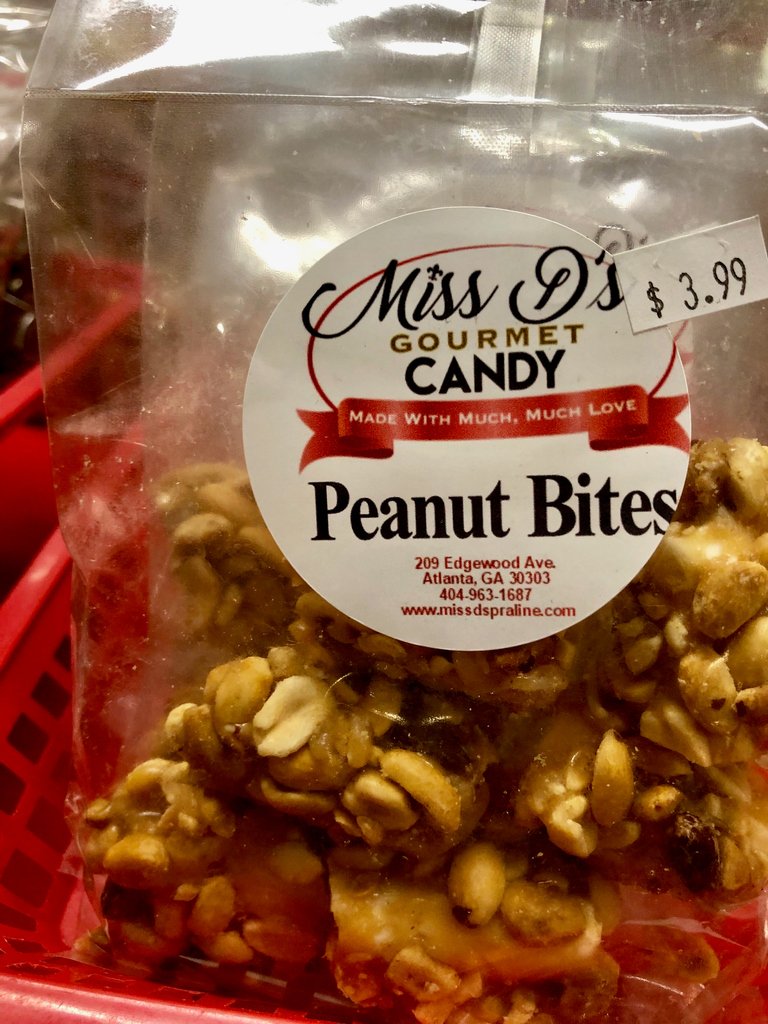 Miss D's
$ 3.99
GOURMET
CANDY
MADE WITH MUCH, MUCH LOVE
Peanut Bites
209 Edgewood Ave.
Atlanta, GA 30303
404-963-1687
www.missdspraline.com